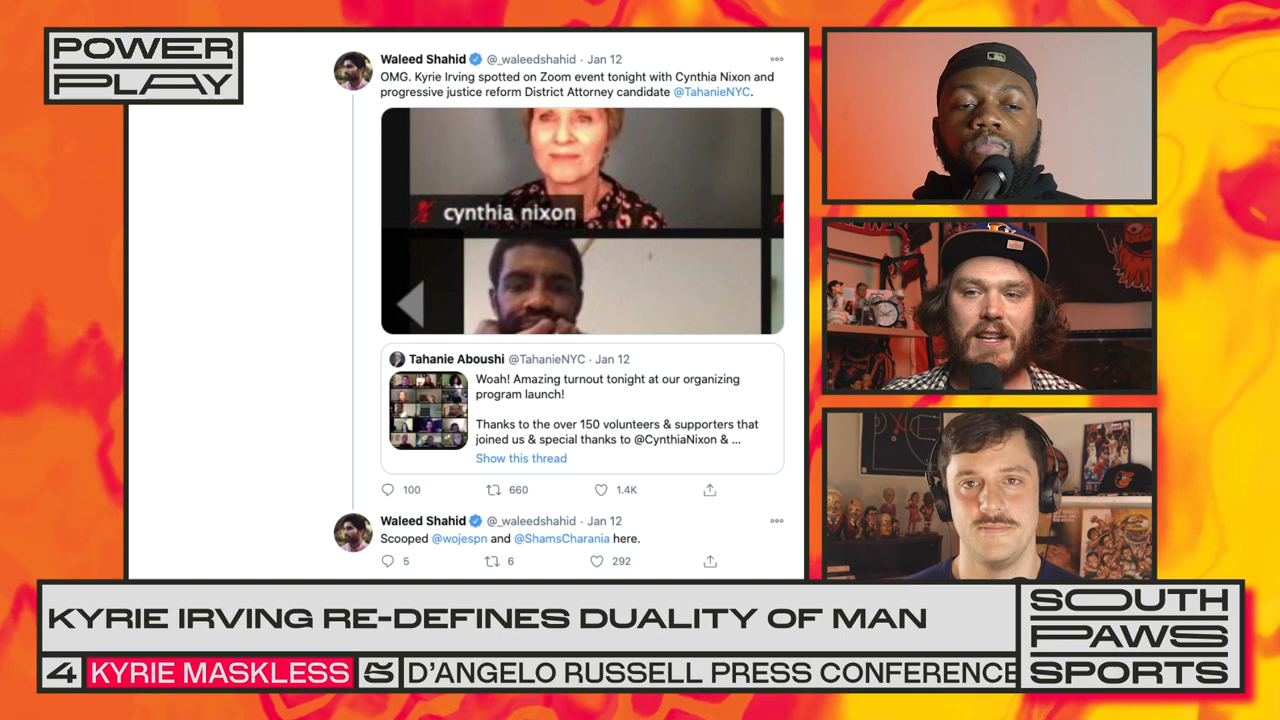 POWER
PLAY
Waleed Shahid @_waleedshahid · Jan 12
OMG. Kyrie Irving spotted on Zoom event tonight with Cynthia Nixon and
progressive justice reform District Attorney candidate @TahanieNYC.
cynthia nixon
Tahanie Aboushi @TahanieNYC · Jan 12
Woah! Amazing turnout tonight at our organizing
program launch!
Thanks to the over 150 volunteers & supporters that
joined us & special thanks to @CynthiaNixon & ...
Show this thread
100 660 1.4K
Waleed Shahid @_waleedshahid · Jan 12
Scooped @wojespn and @ShamsCharania here.
5 6 292
KYRIE IRVING RE-DEFINES DUALITY OF MAN
4 KYRIE MASKLESS 5 D'ANGELO RUSSELL PRESS CONFERENCE
SOUTH
PAWS
SPORTS